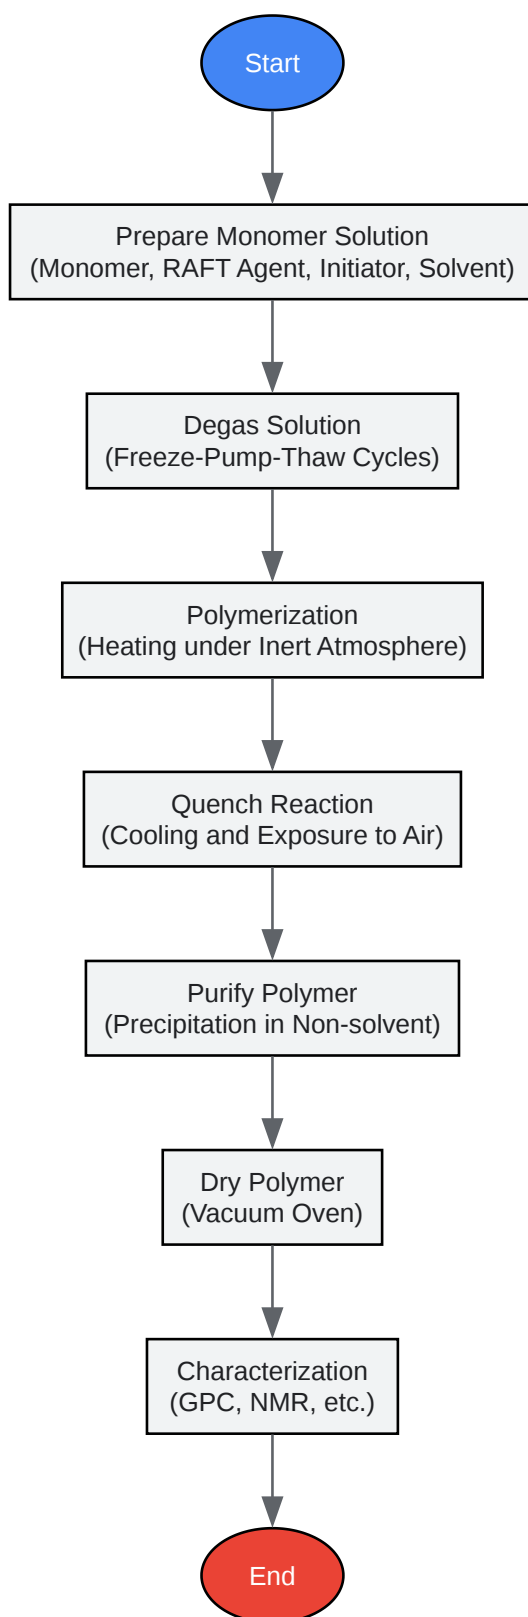 Start
Prepare Monomer Solution
(Monomer, RAFT Agent, Initiator, Solvent)
Degas Solution
(Freeze-Pump-Thaw Cycles)
Polymerization
(Heating under Inert Atmosphere)
Quench Reaction
(Cooling and Exposure to Air)
Purify Polymer
(Precipitation in Non-solvent)
Dry Polymer
(Vacuum Oven)
Characterization
(GPC, NMR, etc.)
End